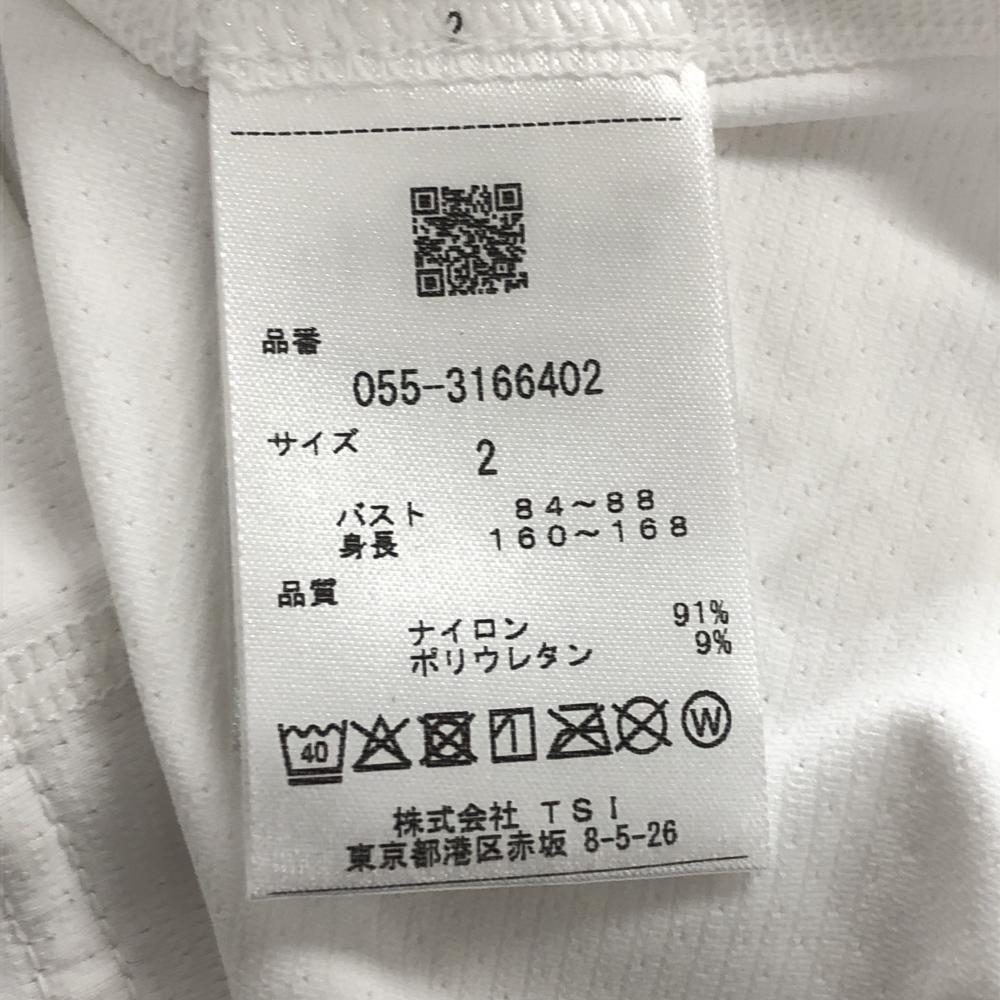 2
品番
055-3166402
サイズ 2
バスト 84~88
身長 160~168
品質
ナイロン 91%
ポリウレタン 9%
40 W
株式会社 TSI
東京都港区赤坂 8-5-26